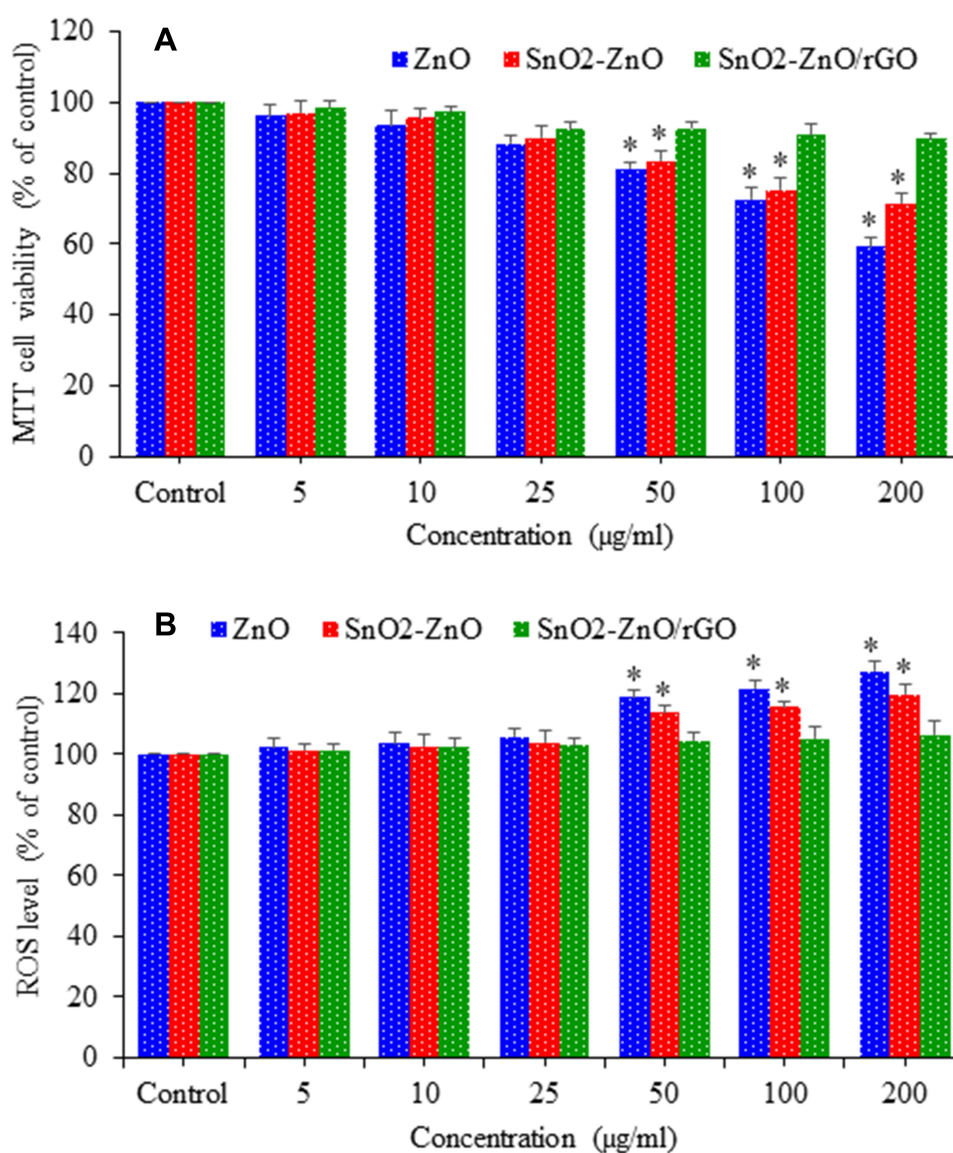 A
ZnO SnO2-ZnO SnO2-ZnO/rGO
MTT cell viability (% of control)
120
100
80
60
40
20
0
* * * * * *
Control 5 10 25 50 100 200
Concentration (µg/ml)
B
ZnO SnO2-ZnO SnO2-ZnO/rGO
ROS level (% of control)
140
120
100
80
60
40
20
0
* * * * * *
Control 5 10 25 50 100 200
Concentration (µg/ml)